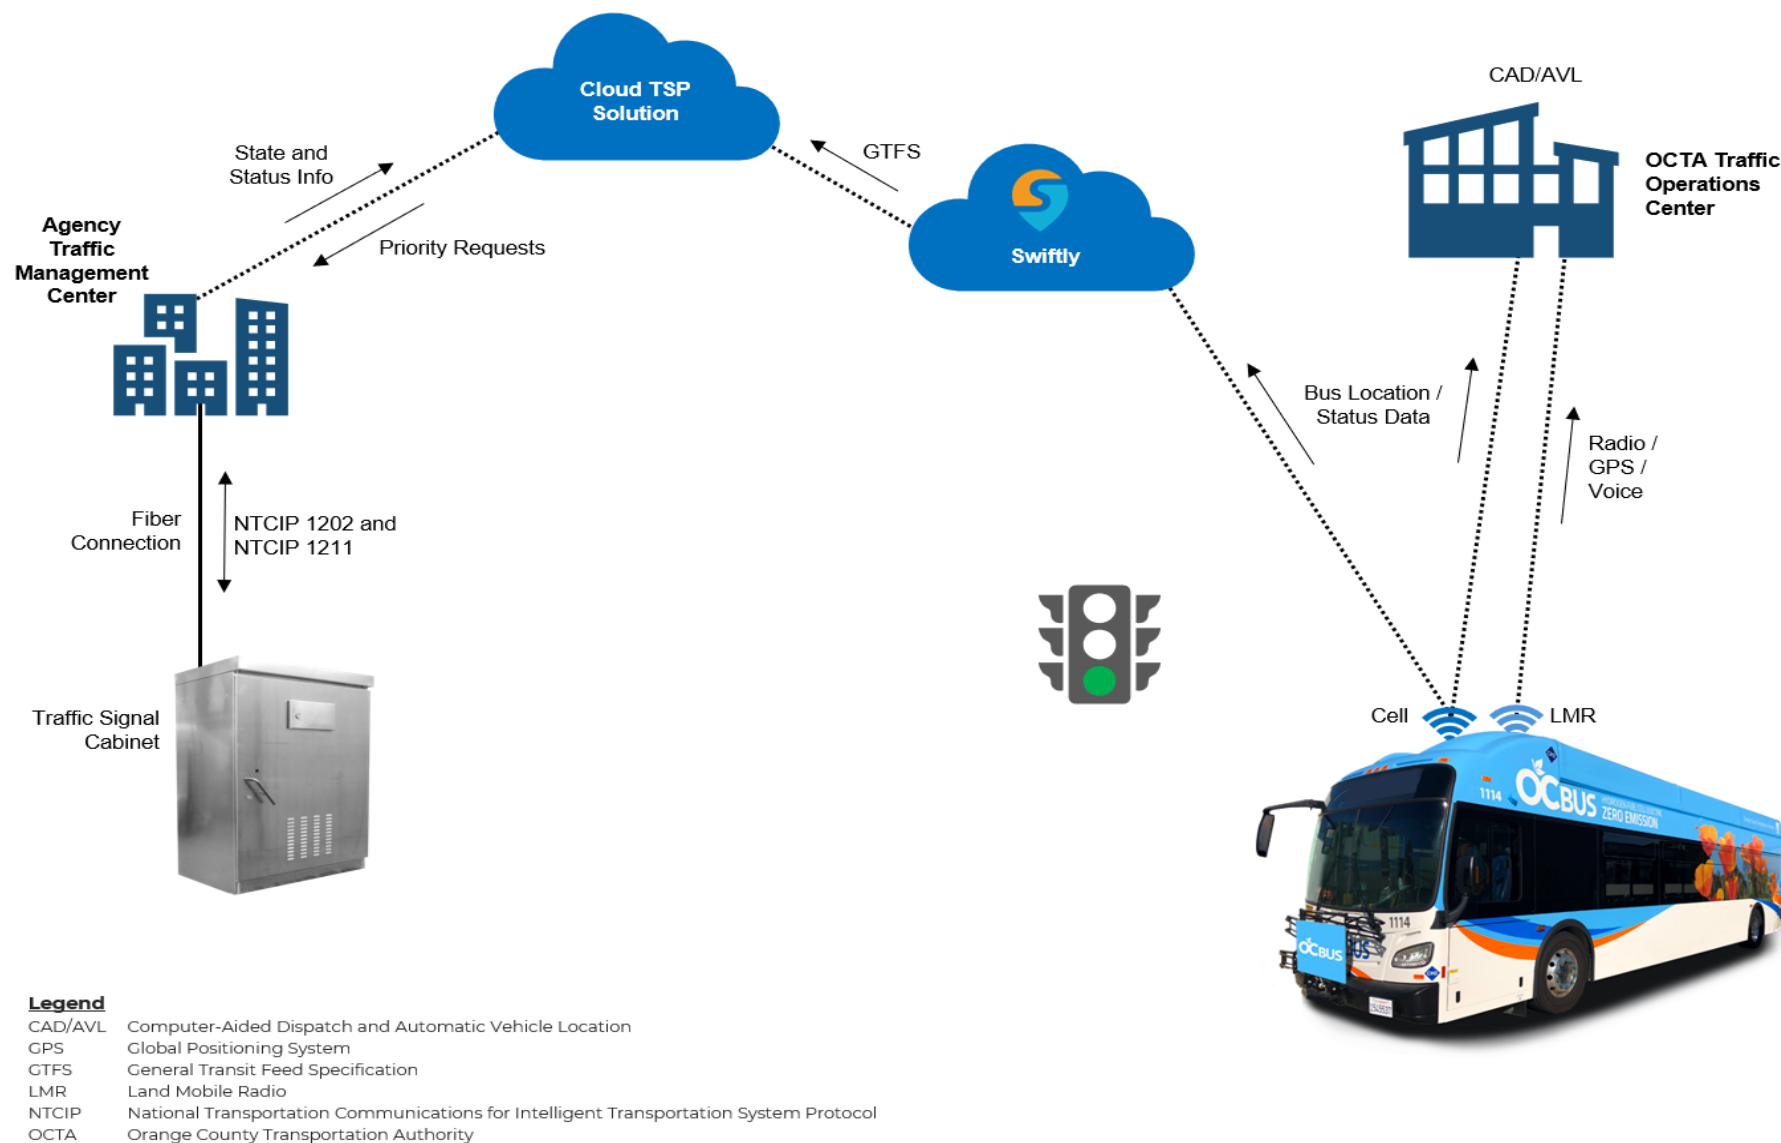 Cloud TSP
Solution
CAD/AVL
State and
Status Info
GTFS
OCTA Traffic
Operations
Center
Agency
Traffic
Management
Center
Priority Requests
Swiftly
Bus Location /
Status Data
Radio /
GPS /
Voice
Fiber
Connection
NTCIP 1202 and
NTCIP 1211
Traffic Signal
Cabinet
Cell
LMR
1114
OCBUS
ZERO EMISSION
1114
OCBUS
Legend
CAD/AVL Computer-Aided Dispatch and Automatic Vehicle Location
GPS Global Positioning System
GTFS General Transit Feed Specification
LMR Land Mobile Radio
NTCIP National Transportation Communications for Intelligent Transportation System Protocol
OCTA Orange County Transportation Authority